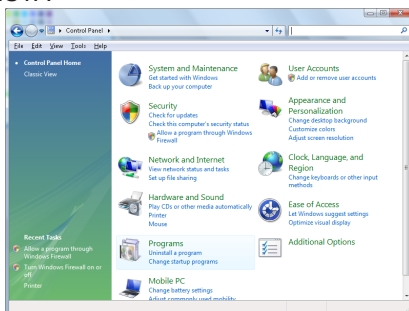 Control Panel
File Edit View Tools Help
Control Panel Home
Classic View
Recent Tasks
Allow a program through
Windows Firewall
Turn Windows Firewall on or
off
Printer
System and Maintenance
Get started with Windows
Back up your computer
Security
Check for updates
Check this computer's security status
Allow a program through Windows
Firewall
Network and Internet
View network status and tasks
Set up file sharing
Hardware and Sound
Play CDs or other media automatically
Printer
Mouse
Programs
Uninstall a program
Change startup programs
Mobile PC
Change battery settings
Adjust commonly used mobility
User Accounts
Add or remove user accounts
Appearance and
Personalization
Change desktop background
Customize colors
Adjust screen resolution
Clock, Language, and
Region
Change keyboards or other input
methods
Ease of Access
Let Windows suggest settings
Optimize visual display
Additional Options